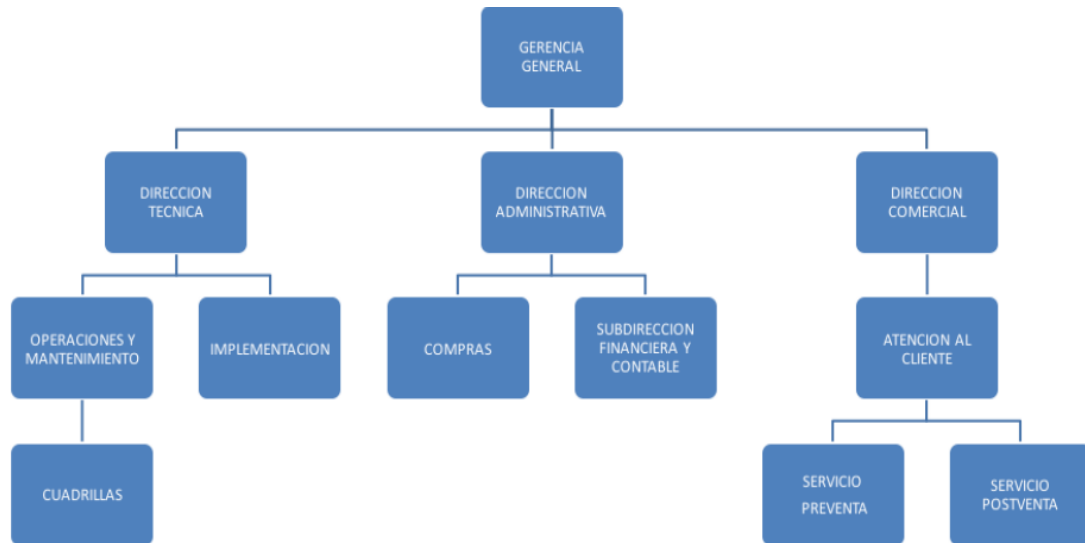 GERENCIA
GENERAL
DIRECCION
TECNICA
DIRECCION
ADMINISTRATIVA
DIRECCION
COMERCIAL
OPERACIONES Y
MANTENIMIENTO
IMPLEMENTACION
COMPRAS
SUBDIRECCION
FINANCIERA Y
CONTABLE
ATENCION AL
CLIENTE
CUADRILLAS
SERVICIO
PREVENTA
SERVICIO
POSTVENTA